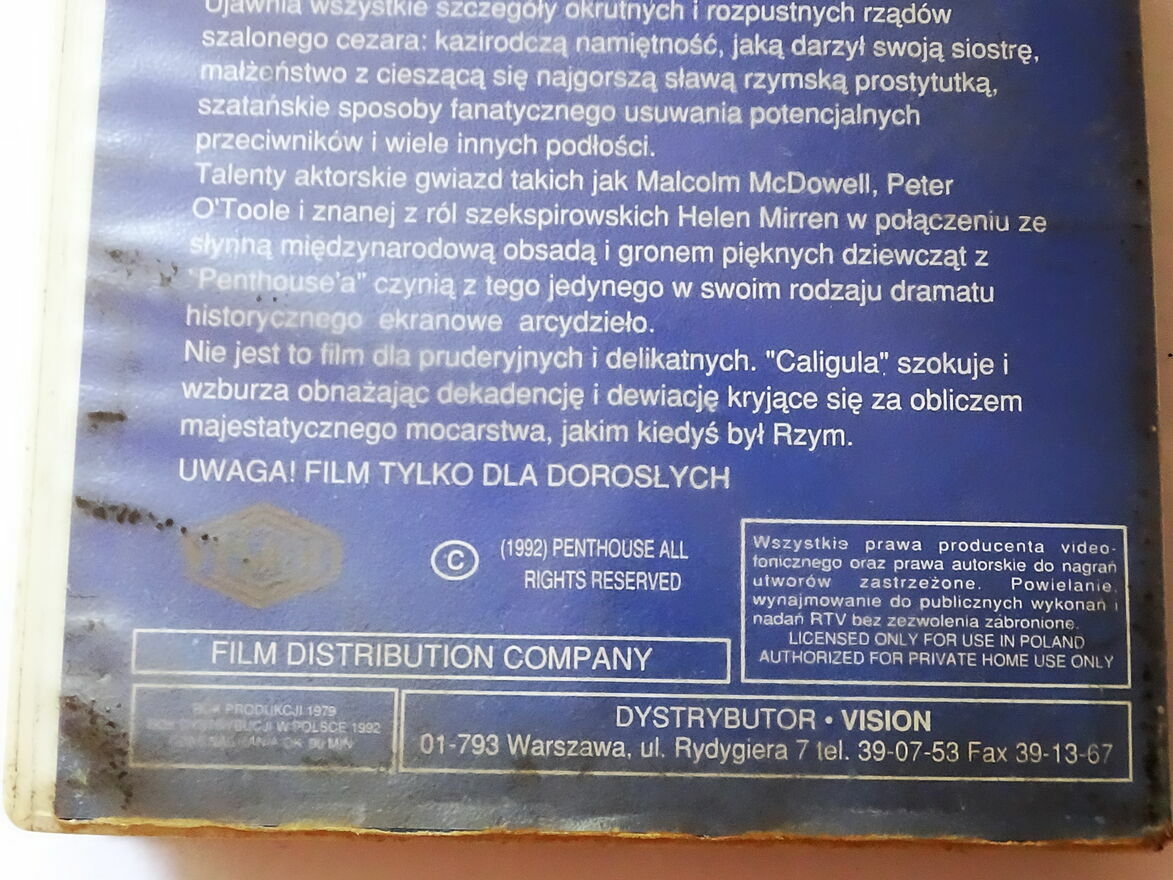 Ujawnia wszystkie szczegóły okrutnych i rozpustnych rządów
szalonego cezara: kazirodczą namiętność, jaką darzył swoją siostrę,
małżeństwo z cieszącą się najgorszą sławą rzymską prostytutką,
szatańskie sposoby fanatycznego usuwania potencjalnych
przeciwników i wiele innych podłości.
Talenty aktorskie gwiazd takich jak Malcolm McDowell, Peter
O'Toole i znanej z ról szekspirowskich Helen Mirren w połączeniu ze
słynną międzynarodową obsadą i gronem pięknych dziewcząt z
"Penthouse'a" czynią z tego jedynego w swoim rodzaju dramatu
historycznego ekranowe arcydzieło.
Nie jest to film dla pruderyjnych i delikatnych. "Caligula" szokuje i
wzburza obnażając dekadencję i dewiację kryjące się za obliczem
majestatycznego mocarstwa, jakim kiedyś był Rzym.
UWAGA! FILM TYLKO DLA DOROSŁYCH
© (1992) PENTHOUSE ALL
RIGHTS RESERVED
Wszystkie prawa producenta video-
fonicznego oraz prawa autorskie do nagrań
utworów zastrzeżone. Powielanie,
wynajmowanie do publicznych wykonań i
nadań RTV bez zezwolenia zabronione.
LICENSED ONLY FOR USE IN POLAND
AUTHORIZED FOR PRIVATE HOME USE ONLY
FILM DISTRIBUTION COMPANY
ROK PRODUKCJI 1979
ROK DYSTRYBUCJI W POLSCE 1992
90 MIN
DYSTRYBUTOR • VISION
01-793 Warszawa, ul. Rydygiera 7 tel. 39-07-53 Fax 39-13-67